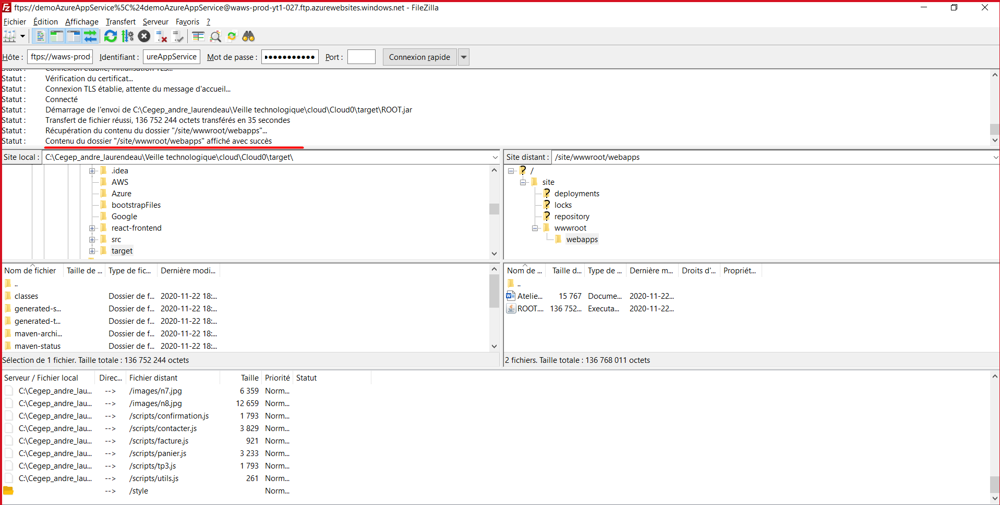 ftps://demoAzureAppService%5C%24demoAzureAppService@waws-prod-yt1-027.ftp.azurewebsites.windows.net - FileZilla
Fichier Édition Affichage Transfert Serveur Favoris ?
Hôte : ftps://waws-prod- Identifiant : ureAppService Mot de passe : ●●●●●●●●●●● Port : Connexion rapide
Statut : Connexion établie, initialisation TLS...
Statut : Vérification du certificat...
Statut : Connexion TLS établie, attente du message d'accueil...
Statut : Connecté
Statut : Démarrage de l'envoi de C:\Cegep_andre_laurendeau\Veille technologique\cloud\Cloud0\target\ROOT.jar
Statut : Transfert de fichier réussi, 136 752 244 octets transférés en 35 secondes
Statut : Récupération du contenu du dossier "/site/wwwroot/webapps"...
Statut : Contenu du dossier "/site/wwwroot/webapps" affiché avec succès
Site local : C:\Cegep_andre_laurendeau\Veille technologique\cloud\Cloud0\target\
.idea
AWS
Azure
bootstrapFiles
Google
react-frontend
src
target
Site distant : /site/wwwroot/webapps
/
site
deployments
locks
repository
wwwroot
webapps
Nom de fichier Taille de ... Type de fic... Dernière modi...
..
classes Dossier de f... 2020-11-22 18:...
generated-s... Dossier de f... 2020-11-22 18:...
generated-t... Dossier de f... 2020-11-22 18:...
maven-archi... Dossier de f... 2020-11-22 18:...
maven-status Dossier de f... 2020-11-22 18:...
Sélection de 1 fichier. Taille totale : 136 752 244 octets
Nom de ... Taille d... Type de ... Dernière m... Droits d'... Propriét...
..
Atelie... 15 767 Docume... 2020-11-22...
ROOT.... 136 752... Executa... 2020-11-22...
2 fichiers. Taille totale : 136 768 011 octets
Serveur / Fichier local Direc... Fichier distant Taille Priorité Statut
C:\Cegep_andre_lau... --> /images/n7.jpg 6 359 Norm...
C:\Cegep_andre_lau... --> /images/n8.jpg 12 659 Norm...
C:\Cegep_andre_lau... --> /scripts/confirmation.js 1 793 Norm...
C:\Cegep_andre_lau... --> /scripts/contacter.js 3 829 Norm...
C:\Cegep_andre_lau... --> /scripts/facture.js 921 Norm...
C:\Cegep_andre_lau... --> /scripts/panier.js 3 233 Norm...
C:\Cegep_andre_lau... --> /scripts/tp3.js 1 793 Norm...
C:\Cegep_andre_lau... --> /scripts/utils.js 261 Norm...
--> /style Norm...